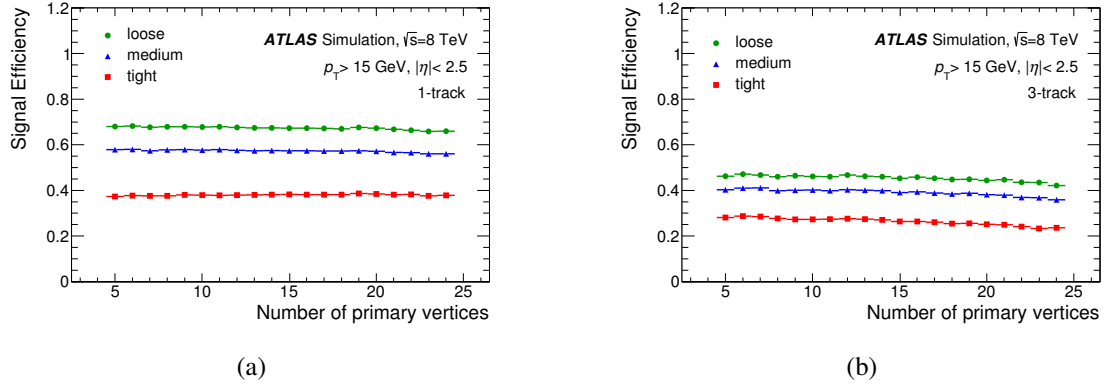 Signal Efficiency
1.2
1
0.8
0.6
0.4
0.2
0
loose
medium
tight
ATLAS Simulation, √s=8 TeV
p_T> 15 GeV, |η|< 2.5
1-track
5 10 15 20 25
Number of primary vertices
(a)
Signal Efficiency
1.2
1
0.8
0.6
0.4
0.2
0
loose
medium
tight
ATLAS Simulation, √s=8 TeV
p_T> 15 GeV, |η|< 2.5
3-track
5 10 15 20 25
Number of primary vertices
(b)